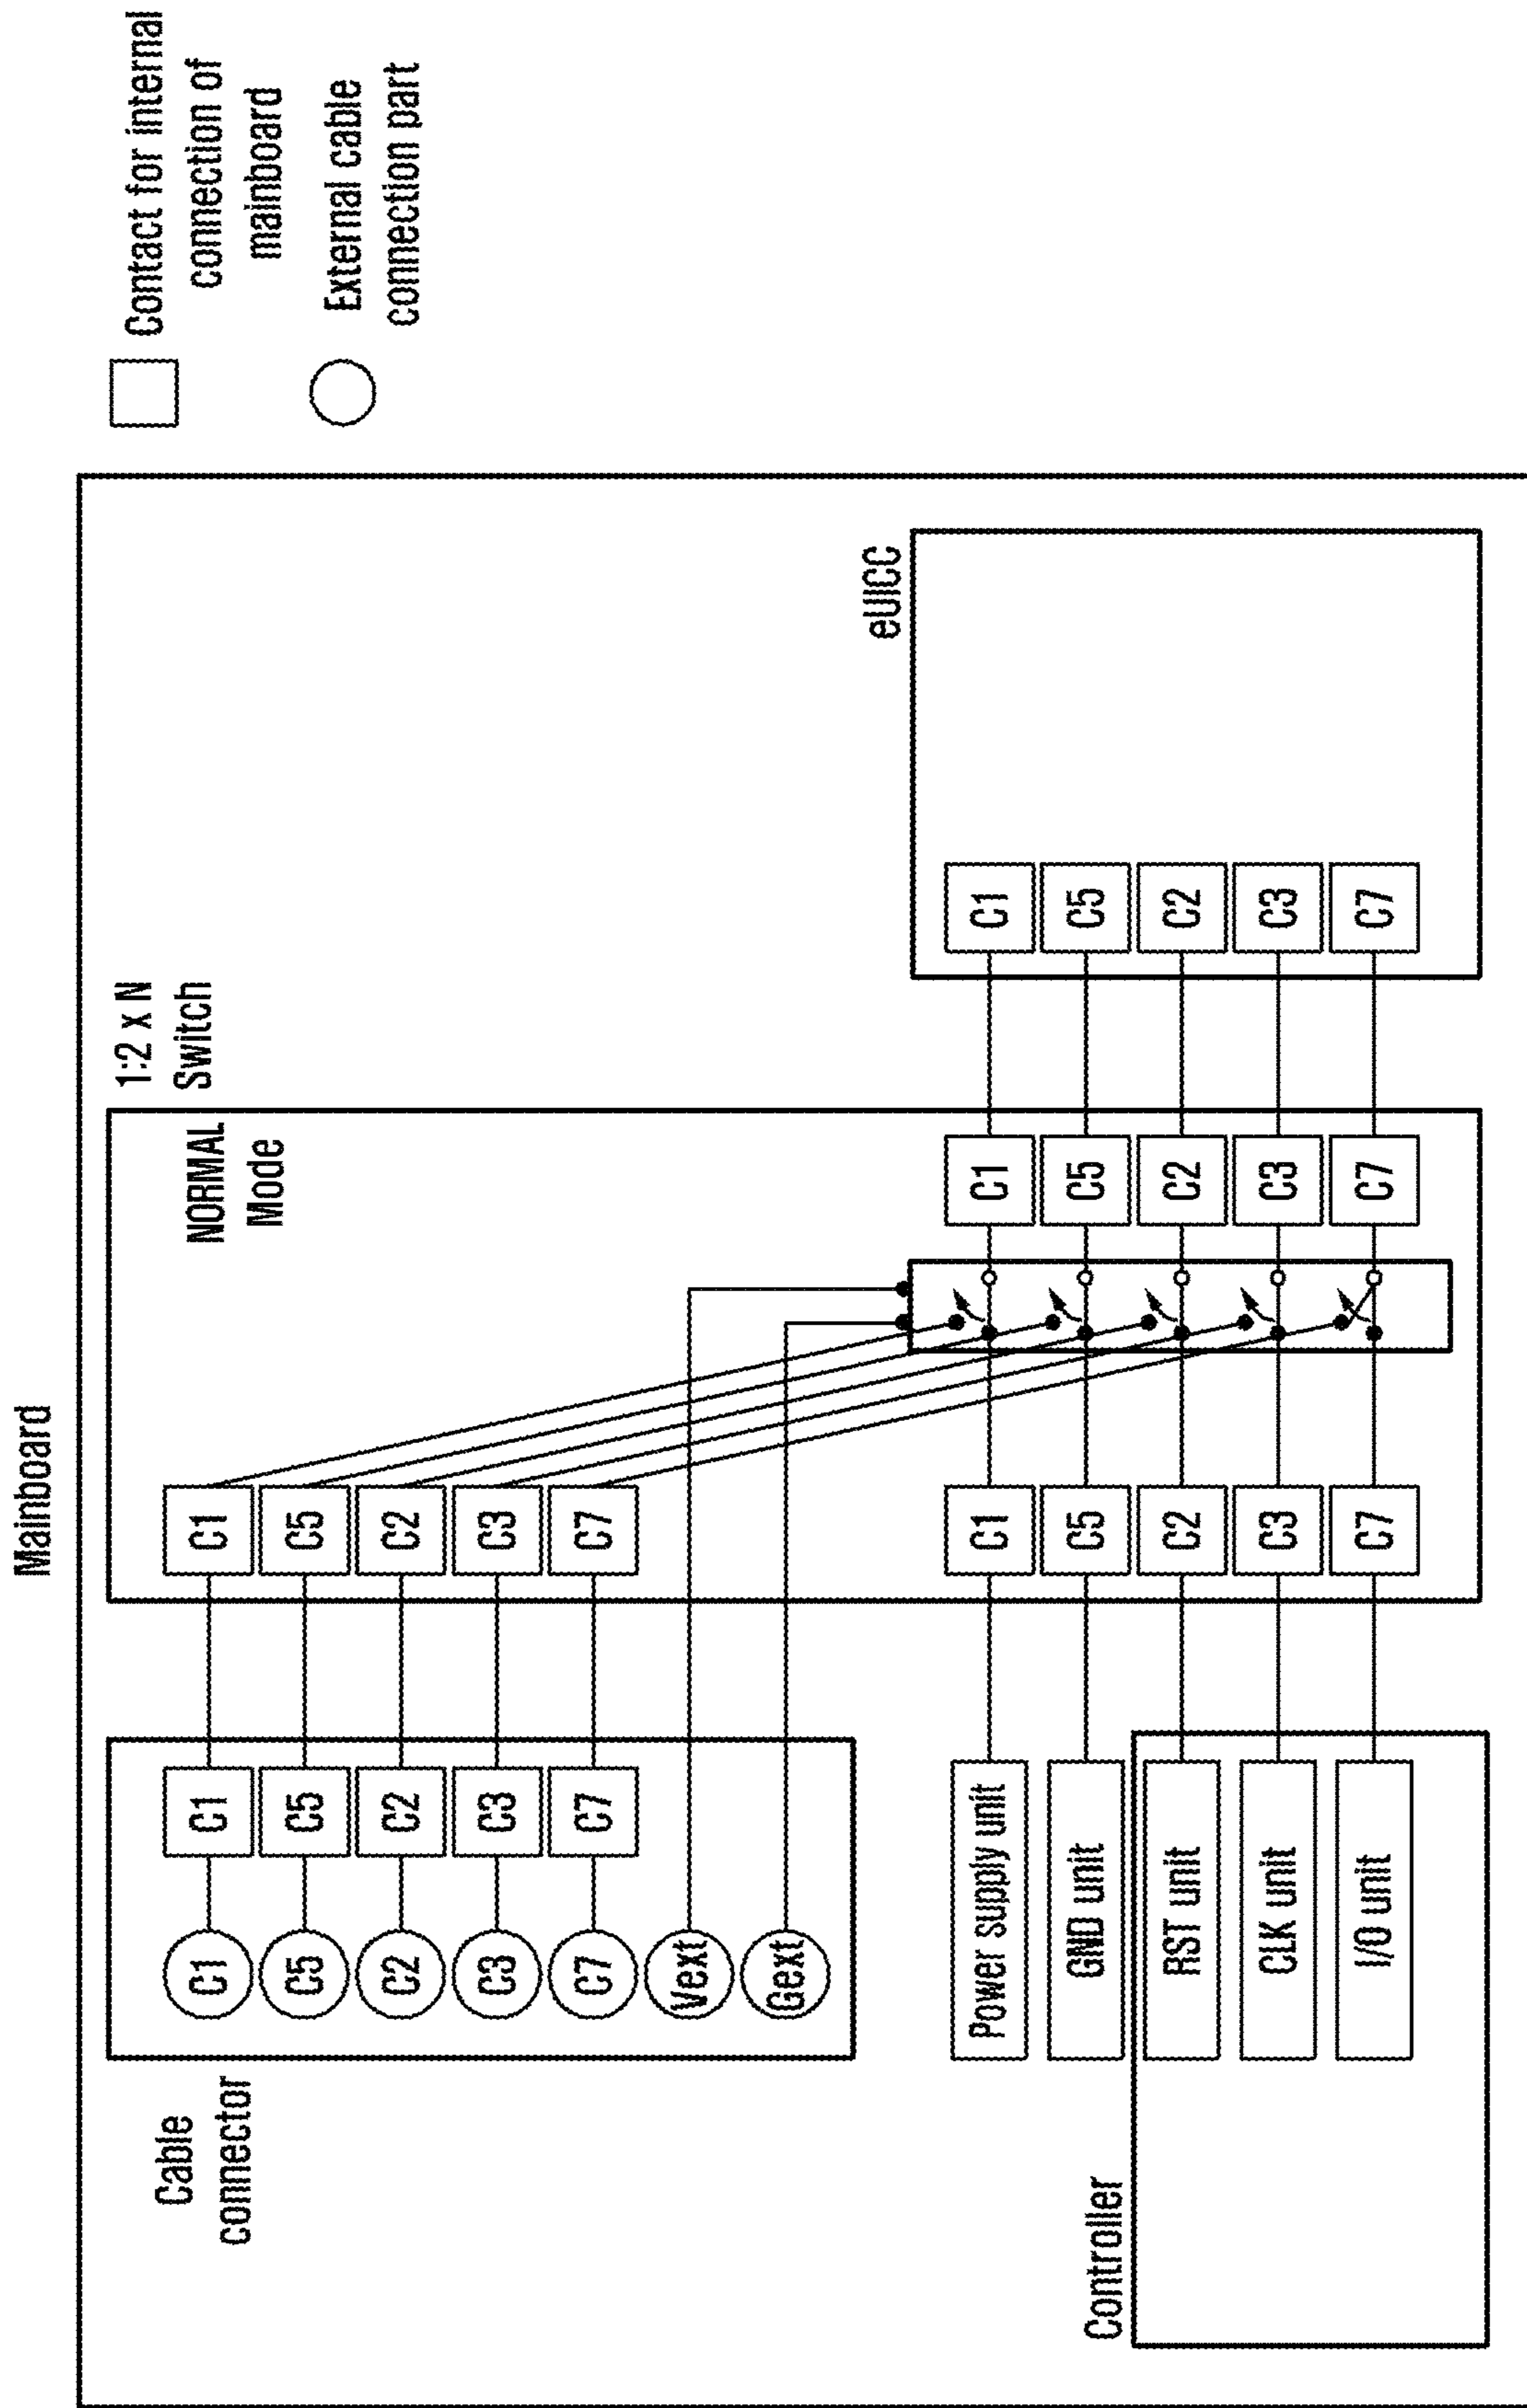 Mainboard
Cable
connector
C1
C5
C2
C3
C7
Vext
Gext
C1
C5
C2
C3
C7
Controller
Power supply unit
GND unit
RST unit
CLK unit
I/O unit
1:2 x N
Switch
NORMAL
Mode
C1
C5
C2
C3
C7
C1
C5
C2
C3
C7
C1
C5
C2
C3
C7
eUICC
C1
C5
C2
C3
C7
Contact for internal
connection of
mainboard
External cable
connection part